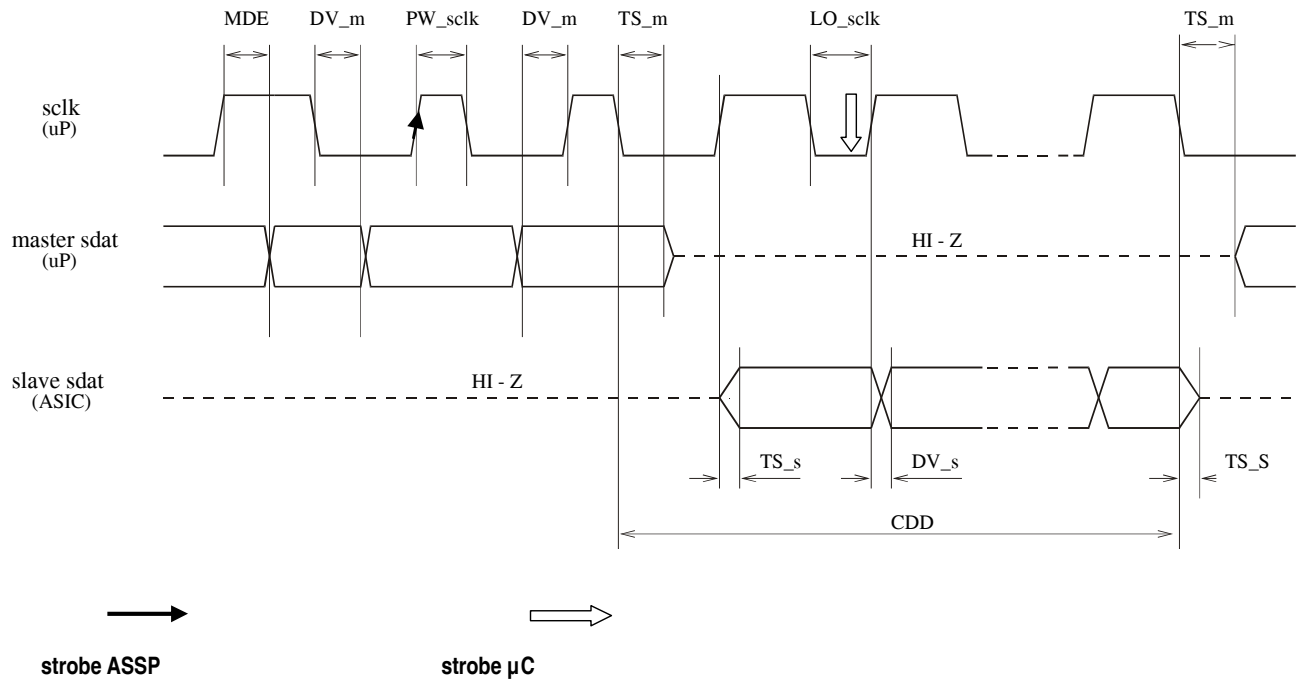 MDE DV_m PW_sclk DV_m TS_m LO_sclk TS_m
sclk
(uP)
master sdat
(uP)
HI - Z
slave sdat
(ASIC)
HI - Z
TS_s DV_s TS_S
CDD
strobe ASSP strobe µC